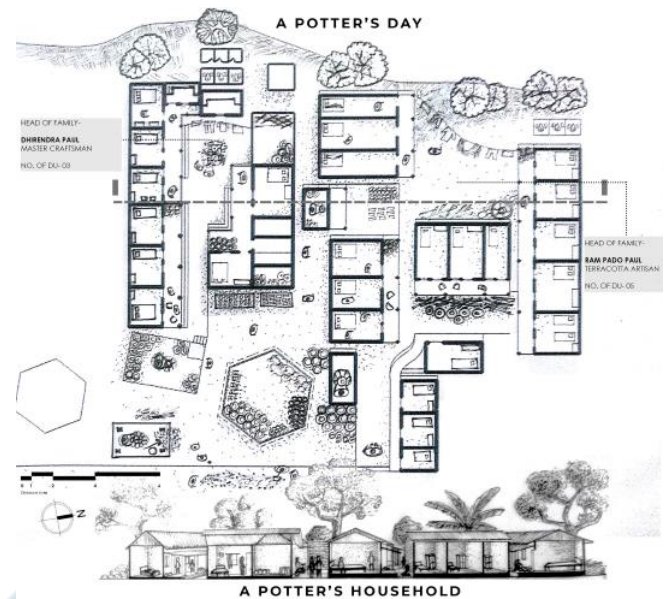 A POTTER'S DAY
HEAD OF FAMILY-
DHIRENDRA PAUL
MASTER CRAFTSMAN
NO. OF DU- 03
HEAD OF FAMILY-
RAM PADO PAUL
TERRACOTTA ARTISAN
NO. OF DU- 05
N
A POTTER'S HOUSEHOLD